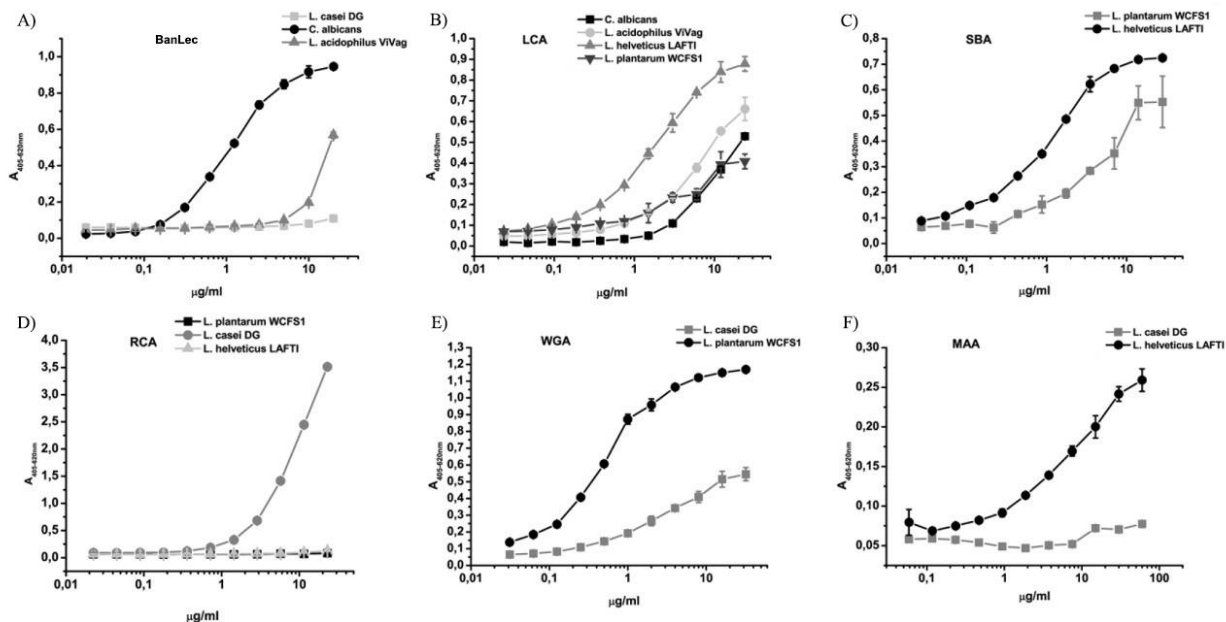 A)
BanLec
L. casei DG
C. albicans
L. acidophilus ViVag
A405-620nm
1,0
0,8
0,6
0,4
0,2
0,0
0,01 0,1 1 10
µg/ml
B)
LCA
C. albicans
L. acidophilus ViVag
L. helveticus LAFTI
L. plantarum WCFS1
A405-620nm
1,0
0,9
0,8
0,7
0,6
0,5
0,4
0,3
0,2
0,1
0,0
0,01 0,1 1 10
µg/ml
C)
SBA
L. plantarum WCFS1
L. helveticus LAFTI
A405-620nm
0,8
0,7
0,6
0,5
0,4
0,3
0,2
0,1
0,0
0,01 0,1 1 10
µg/ml
D)
RCA
L. plantarum WCFS1
L. casei DG
L. helveticus LAFTI
A405-620nm
4,0
3,5
3,0
2,5
2,0
1,5
1,0
0,5
0,0
0,01 0,1 1 10
µg/ml
E)
WGA
L. casei DG
L. plantarum WCFS1
A405-620nm
1,3
1,2
1,1
1,0
0,9
0,8
0,7
0,6
0,5
0,4
0,3
0,2
0,1
0,0
0,01 0,1 1 10
µg/ml
F)
MAA
L. casei DG
L. helveticus LAFTI
A405-620nm
0,30
0,25
0,20
0,15
0,10
0,05
0,1 1 10 100
µg/ml